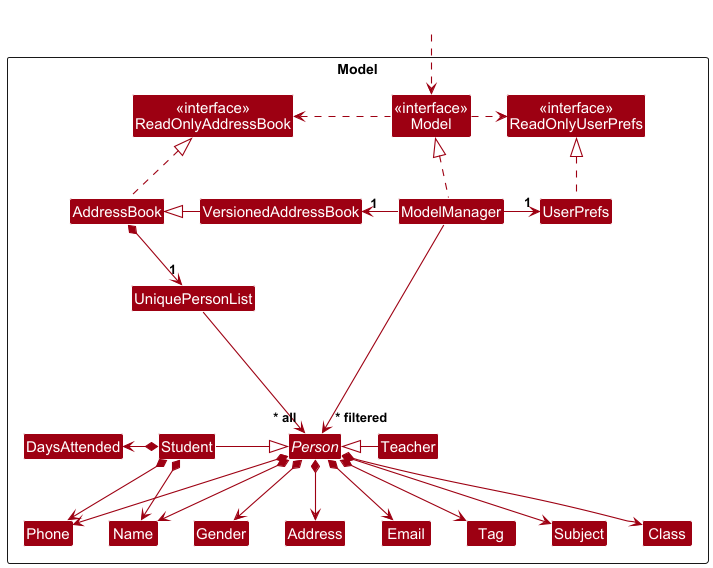 Model
«interface»
ReadOnlyAddressBook
«interface»
Model
«interface»
ReadOnlyUserPrefs
AddressBook
VersionedAddressBook
1
ModelManager
1
UserPrefs
1
UniquePersonList
* all
* filtered
DaysAttended
Student
Person
Teacher
Phone
Name
Gender
Address
Email
Tag
Subject
Class